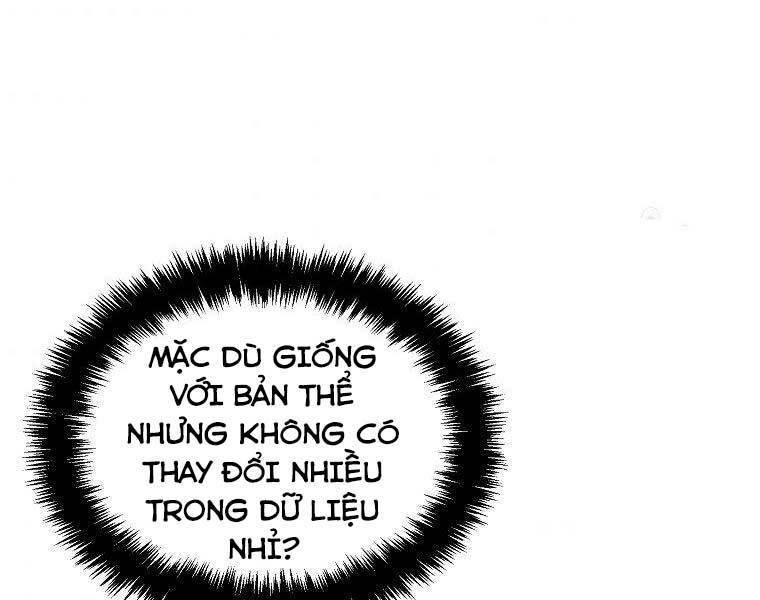 MẶC DÙ GIỐNG
VỚI BẢN THỂ
NHƯNG KHÔNG CÓ
THAY ĐỔI NHIỀU
TRONG DỮ LIỆU
NHỈ?